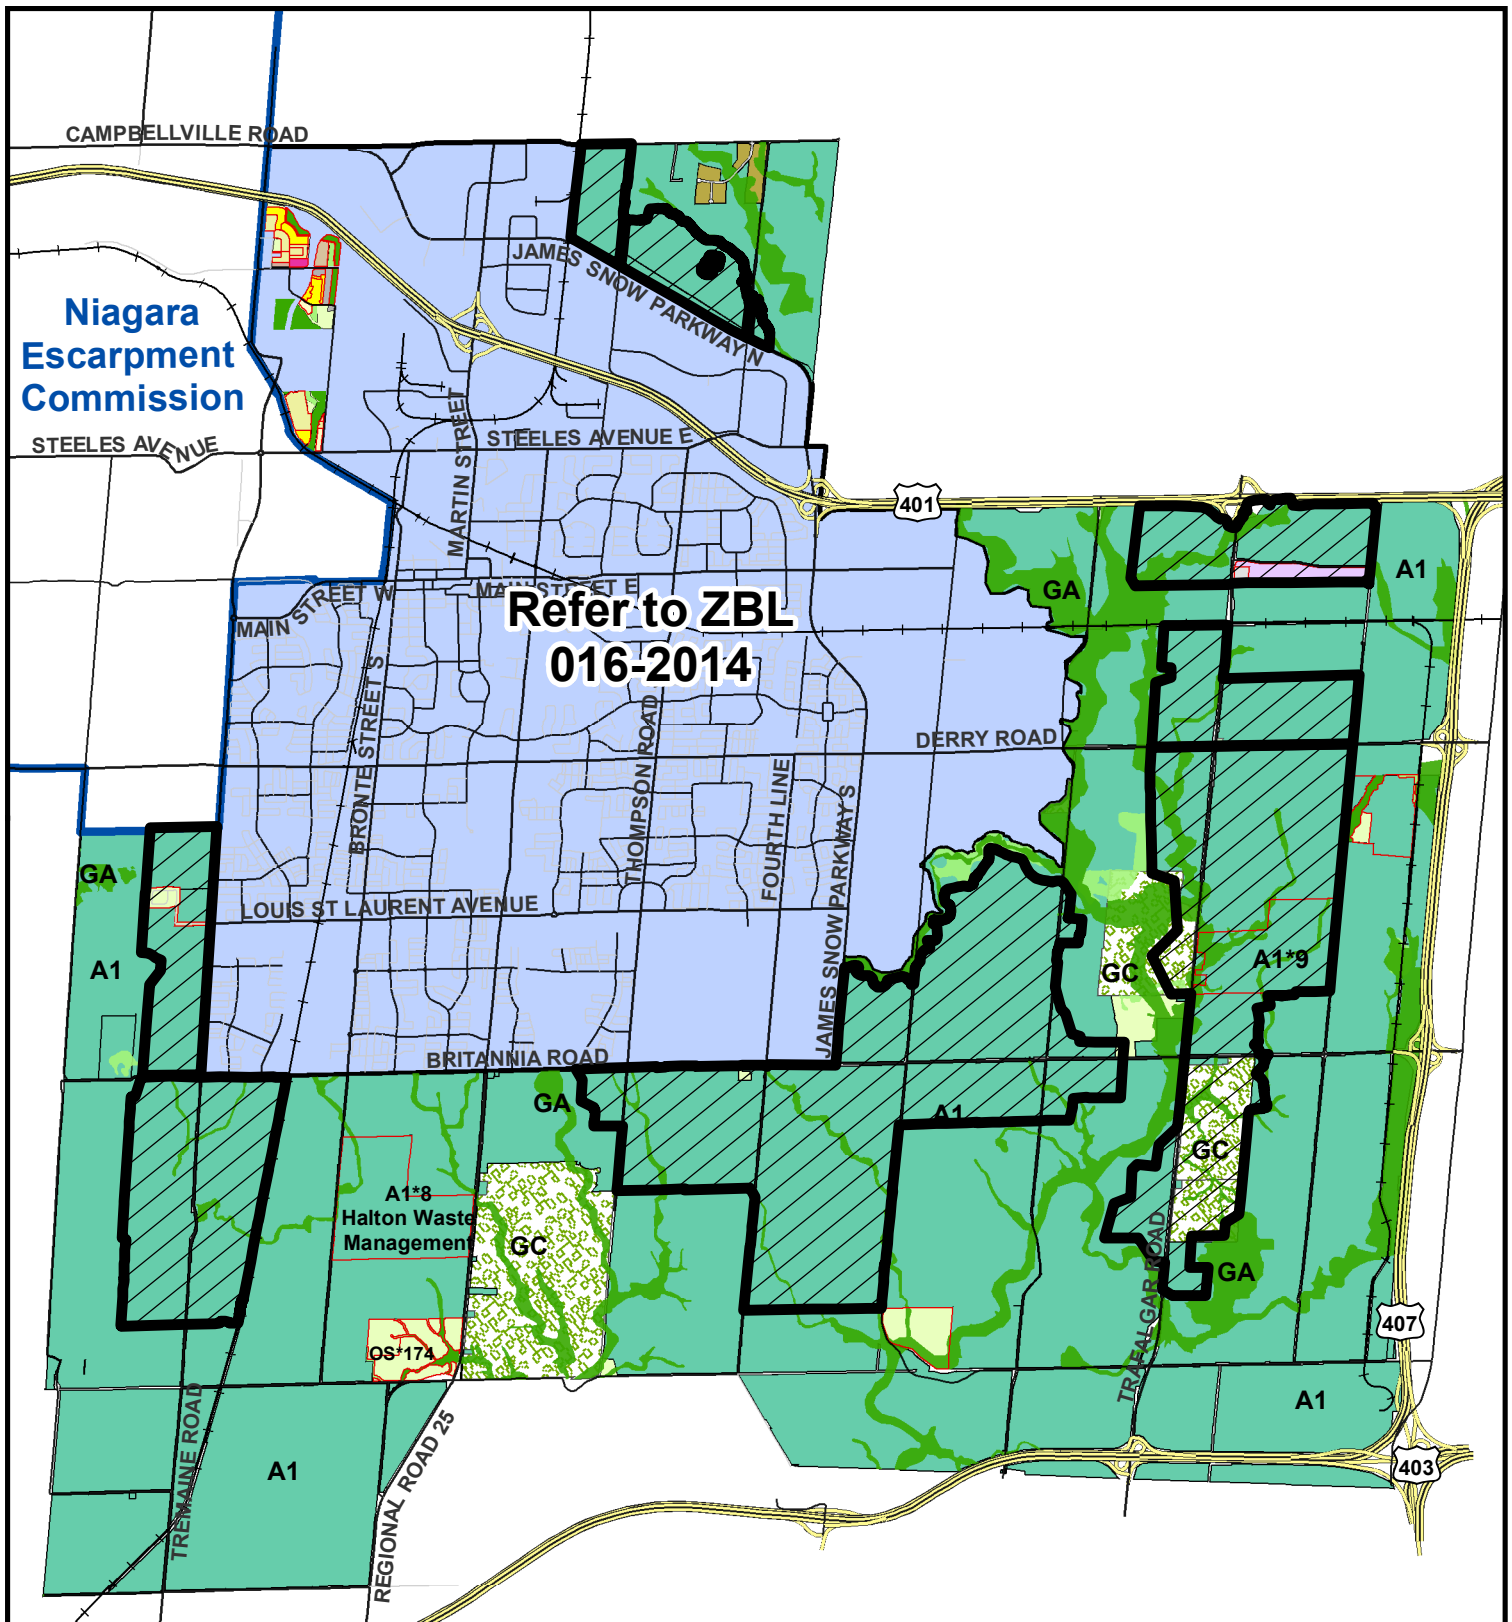 CAMPBELLVILLE ROAD
JAMES SNOW PARKWAY N
Niagara
Escarpment
Commission
MARTIN STREET
STEELES AVENUE
STEELES AVENUE E
401
A1
GA
MAIN STREET W
MAIN STREET E
Refer to ZBL
016-2014
BRONTE STREET S
THOMPSON ROAD
DERRY ROAD
FOURTH LINE
JAMES SNOW PARKWAY S
GA
LOUIS ST LAURENT AVENUE
A1
GC
A1*9
BRITANNIA ROAD
GA
A1
GC
A1*8
Halton Waste
Management
GC
GA
TRAFALGAR ROAD
407
OS*174
A1
TREMAINE ROAD
REGIONAL ROAD 25
A1
403